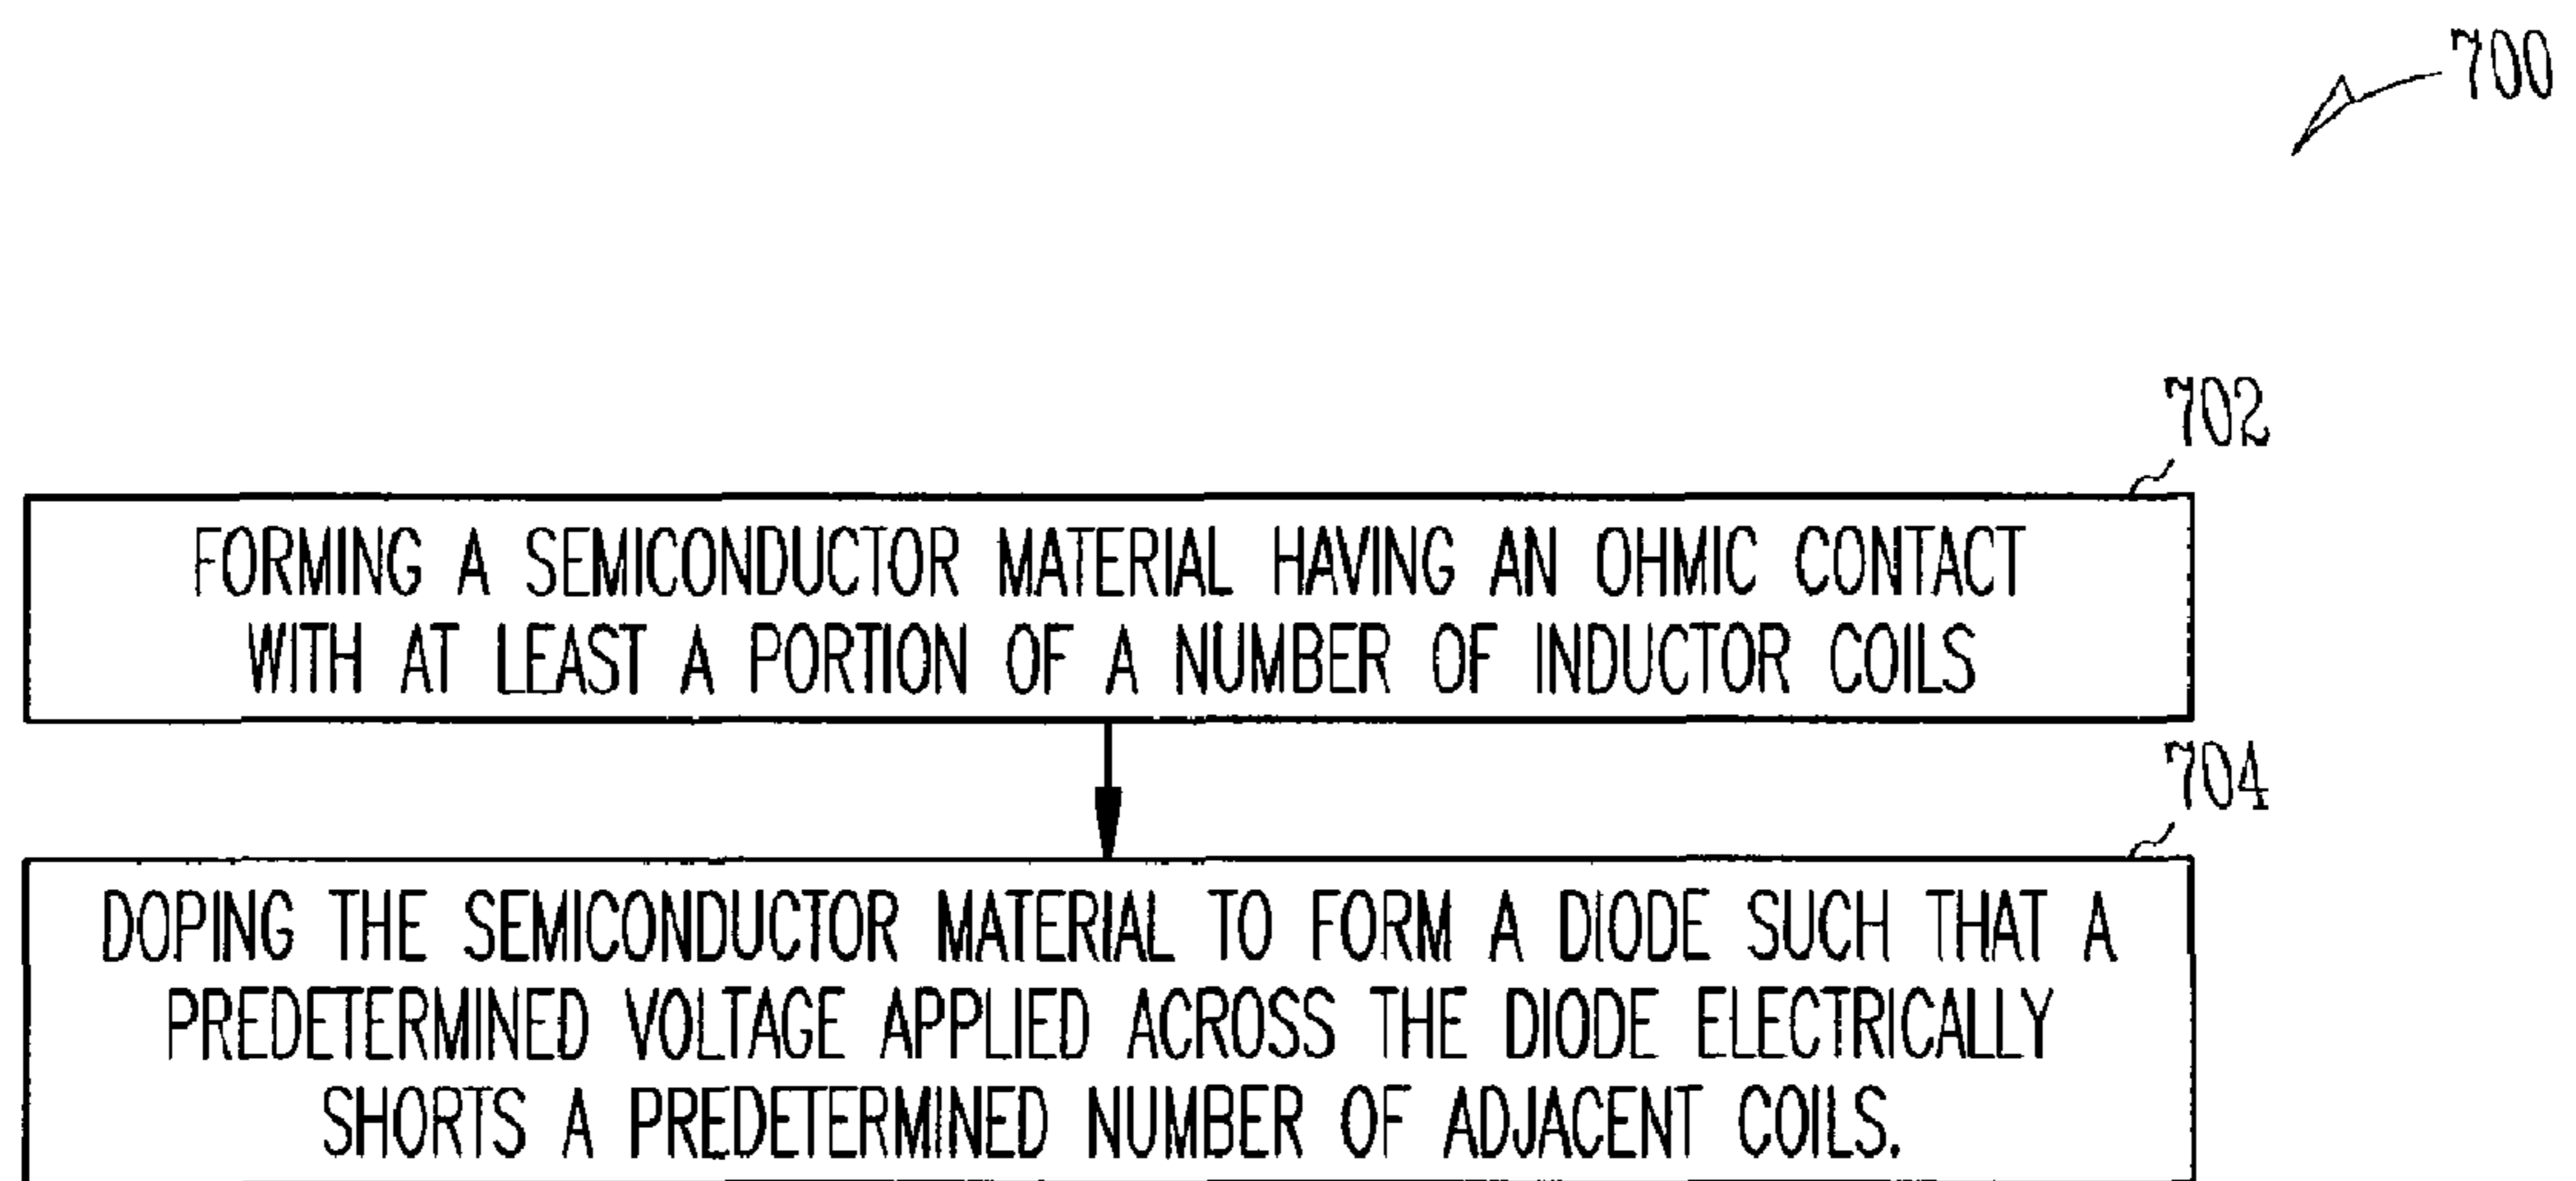 700
702
FORMING A SEMICONDUCTOR MATERIAL HAVING AN OHMIC CONTACT
WITH AT LEAST A PORTION OF A NUMBER OF INDUCTOR COILS
704
DOPING THE SEMICONDUCTOR MATERIAL TO FORM A DIODE SUCH THAT A
PREDETERMINED VOLTAGE APPLIED ACROSS THE DIODE ELECTRICALLY
SHORTS A PREDETERMINED NUMBER OF ADJACENT COILS.